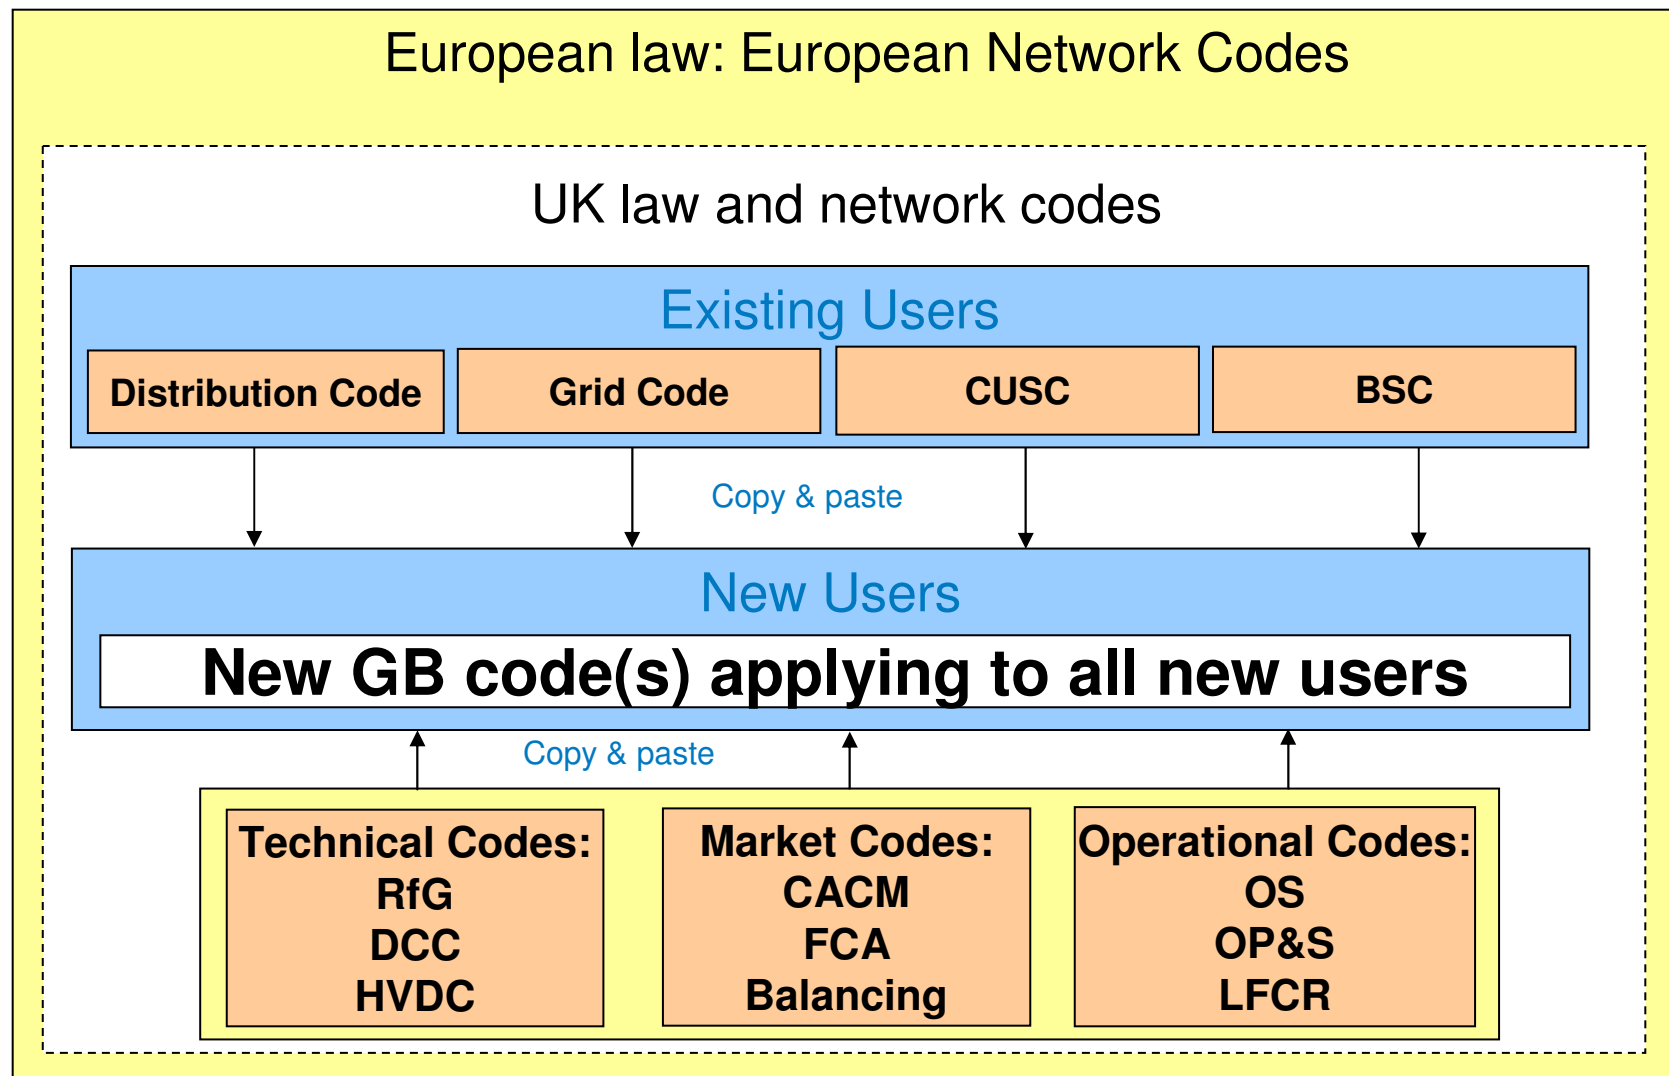 European law: European Network Codes
UK law and network codes
Existing Users
Distribution Code
Grid Code
CUSC
BSC
Copy & paste
New Users
New GB code(s) applying to all new users
Copy & paste
Technical Codes:
RfG
DCC
HVDC
Market Codes:
CACM
FCA
Balancing
Operational Codes:
OS
OP&S
LFCR